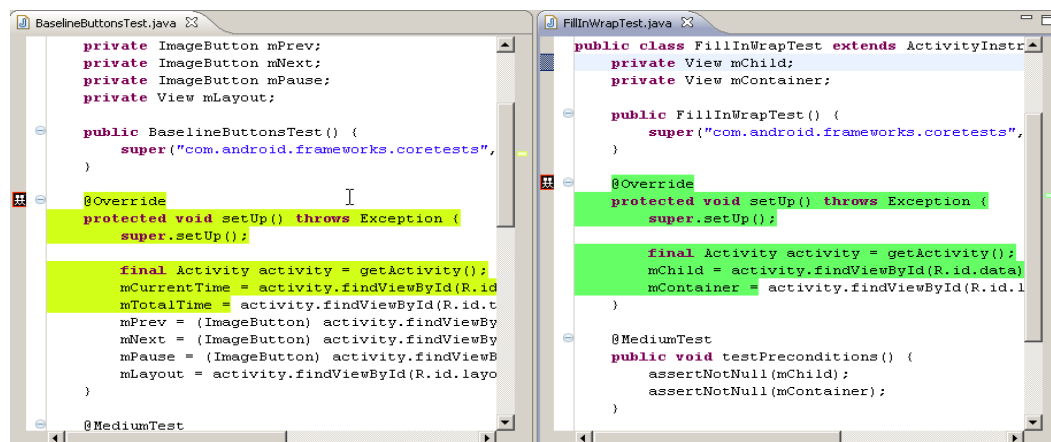 BaselineButtonsTest.java
private ImageButton mPrev;
private ImageButton mNext;
private ImageButton mPause;
private View mLayout;
public BaselineButtonsTest() {
super("com.android.frameworks.coretests",
}
@Override
protected void setUp() throws Exception {
super.setUp();
final Activity activity = getActivity();
mCurrentTime = activity.findViewById(R.id
mTotalTime = activity.findViewById(R.id.t
mPrev = (ImageButton) activity.findViewBy
mNext = (ImageButton) activity.findViewBy
mPause = (ImageButton) activity.findViewB
mLayout = activity.findViewById(R.id.layo
}
@MediumTest
FillInWrapTest.java
public class FillInWrapTest extends ActivityInstr
private View mChild;
private View mContainer;
public FillInWrapTest() {
super("com.android.frameworks.coretests",
}
@Override
protected void setUp() throws Exception {
super.setUp();
final Activity activity = getActivity();
mChild = activity.findViewById(R.id.data)
mContainer = activity.findViewById(R.id.l
}
@MediumTest
public void testPreconditions() {
assertNotNull(mChild);
assertNotNull(mContainer);
}